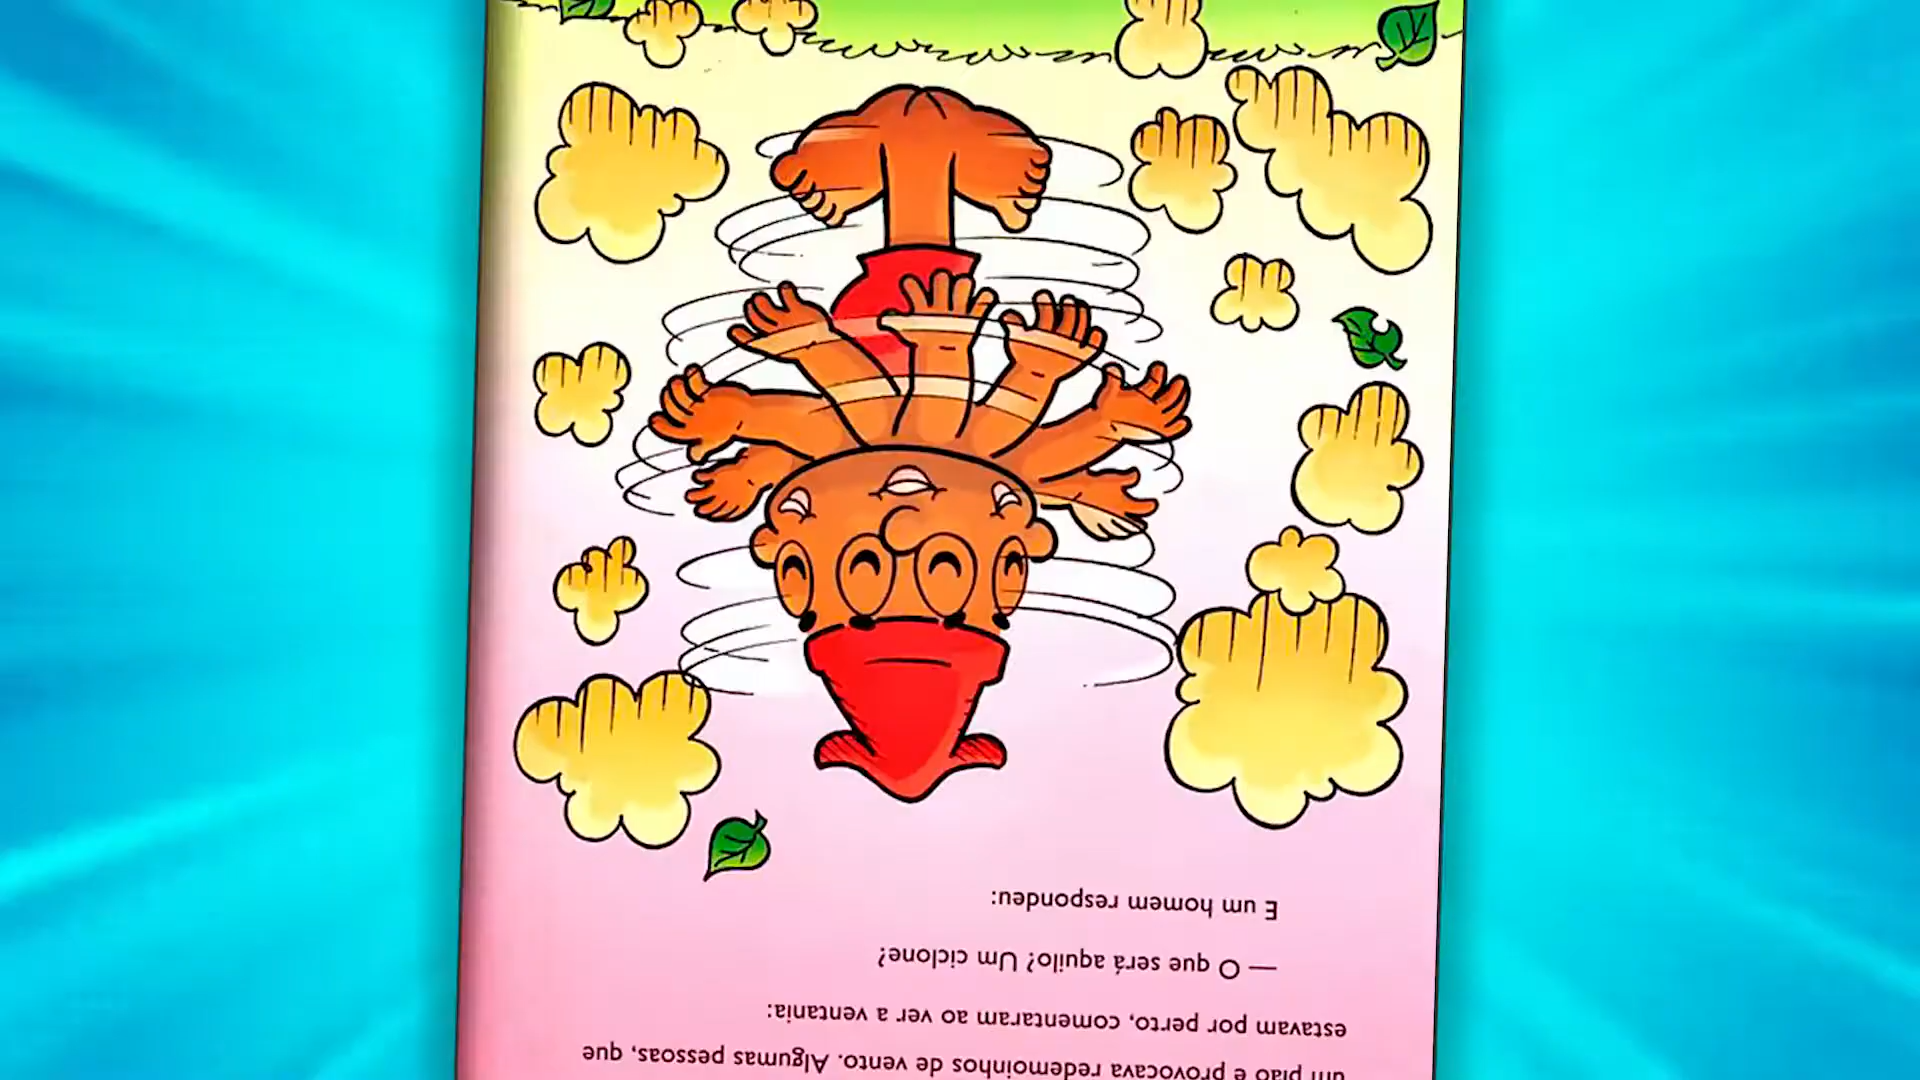 um pião e provocava redemoinhos de vento. Algumas pessoas, que
estavam por perto, comentaram ao ver a ventania:
— O que será aquilo? Um ciclone?
E um homem respondeu: